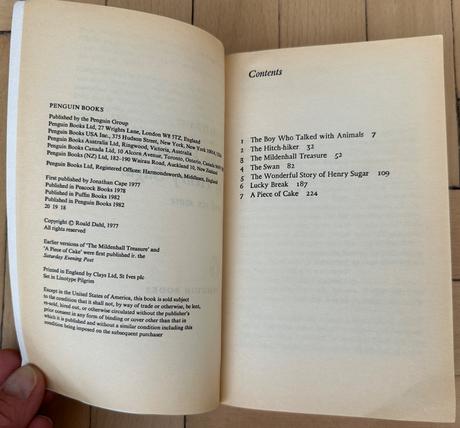 PENGUIN BOOKS
Published by the Penguin Group
Penguin Books Ltd, 27 Wrights Lane, London W8 5TZ, England
Penguin Books USA Inc., 375 Hudson Street, New York, New York 10014, USA
Penguin Books Australia Ltd, Ringwood, Victoria, Australia
Penguin Books Canada Ltd, 10 Alcorn Avenue, Toronto, Ontario, Canada
Penguin Books (NZ) Ltd, 182-190 Wairau Road, Auckland 10, New
Penguin Books Ltd, Registered Offices: Harmondsworth, Middlesex, England
First published by Jonathan Cape 1977
Published in Peacock Books 1978
Published in Puffin Books 1982
Published in Penguin Books 1982
20 19 18
Copyright © Roald Dahl, 1977
All rights reserved
Earlier versions of 'The Mildenhall Treasure' and
'A Piece of Cake' were first published in the
Saturday Evening Post
Printed in England by Clays Ltd, St Ives plc
Set in Linotype Pilgrim
Except in the United States of America, this book is sold subject
to the condition that it shall not, by way of trade or otherwise, be lent,
re-sold, hired out, or otherwise circulated without the publisher's
prior consent in any form of binding or cover other than that in
which it is published and without a similar condition including this
condition being imposed on the subsequent purchaser
Contents
1 The Boy Who Talked with Animals 7
2 The Hitch-hiker 32
3 The Mildenhall Treasure 52
4 The Swan 82
5 The Wonderful Story of Henry Sugar 109
6 Lucky Break 187
7 A Piece of Cake 224